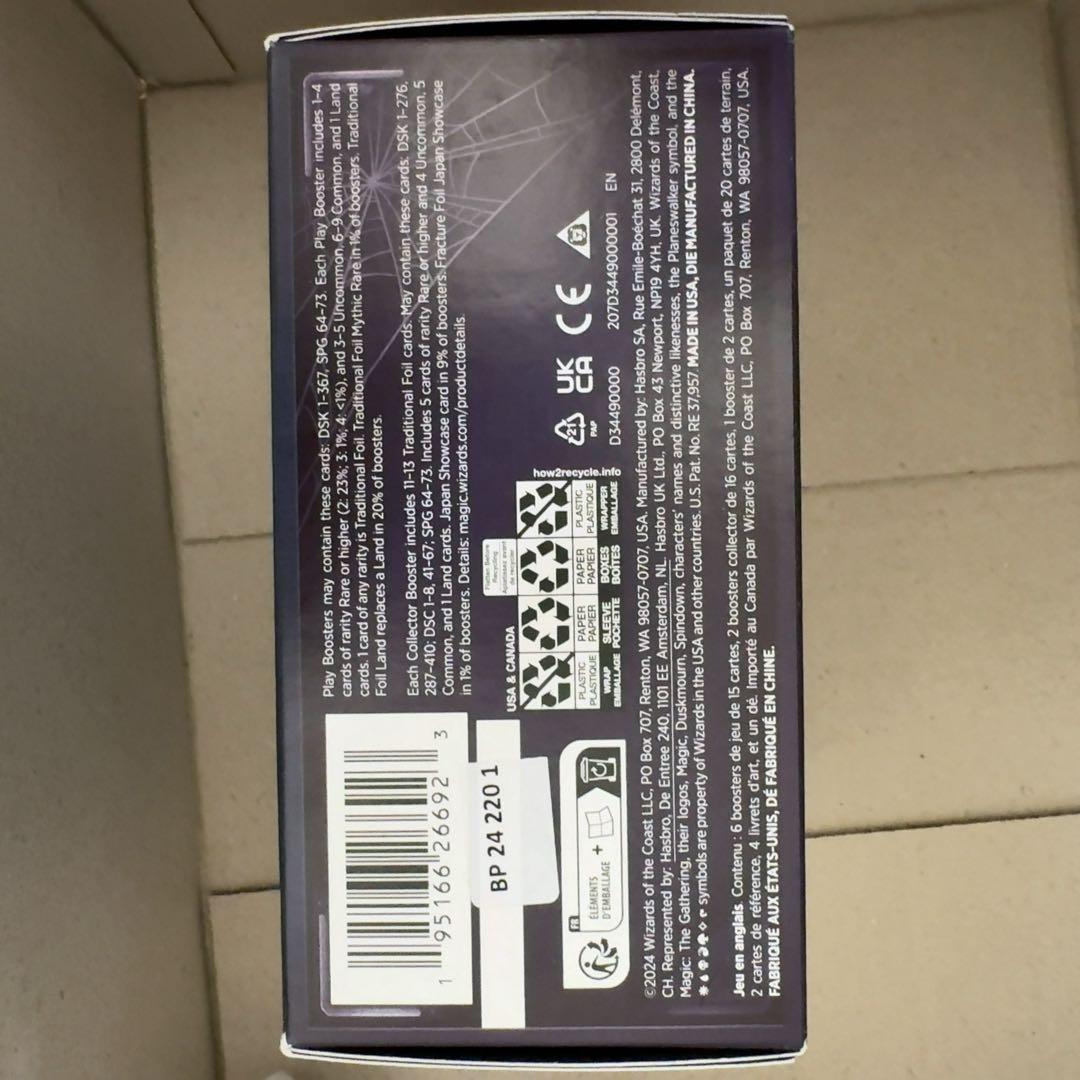 Play Boosters may contain these cards: DSK 1-367, SPG 64-73. Each Play Booster includes 1-4
cards of rarity Rare or higher (2: 23%; 3: 1%; 4: <1%), and 3-5 Uncommon, 6-9 Common, and 1 Land
cards. 1 card of any rarity is Traditional Foil. Traditional Foil Mythic Rare in 1% of boosters. Traditional
Foil Land replaces a Land in 20% of boosters.
Each Collector Booster includes 11-13 Traditional Foil cards. May contain these cards: DSK 1-276,
287-410; DSC 1-8, 41-67; SPG 64-73. Includes 5 cards of rarity Rare or higher and 4 Uncommon, 5
Common, and 1 Land cards. Japan Showcase card in 9% of boosters. Fracture Foil Japan Showcase
in 1% of boosters. Details: magic.wizards.com/productdetails.
1 95166 26692 3
BP 24 220 1
FR
ÉLÉMENTS
D'EMBALLAGE
+
USA & CANADA
Flatten Before
Recycling
Aplatissez avant
de recycler
how2recycle.info
PLASTIC
PLASTIQUE
WRAP
EMBALLAGE
PAPER
PAPIER
SLEEVE
POCHETTE
PAPER
PAPIER
BOXES
BOÎTES
PLASTIC
PLASTIQUE
WRAPPER
EMBALLAGE
21
PAP
UK
CA
CE
D34490000 207D344900000​1 EN
©2024 Wizards of the Coast LLC, PO Box 707, Renton, WA 98057-0707, USA. Manufactured by: Hasbro SA, Rue Emile-Boéchat 31, 2800 Delémont,
CH. Represented by: Hasbro, De Entree 240, 1101 EE Amsterdam, NL. Hasbro UK Ltd., PO Box 43 Newport, NP19 4YH, UK. Wizards of the Coast,
Magic: The Gathering, their logos, Magic, Duskmourn, Spindown, characters' names and distinctive likenesses, the Planeswalker symbol, and the
symbols are property of Wizards in the USA and other countries. U.S. Pat. No. RE 37,957. MADE IN USA, DIE MANUFACTURED IN CHINA.
Jeu en anglais. Contenu : 6 boosters de jeu de 15 cartes, 2 boosters collector de 16 cartes, 1 booster de 2 cartes, un paquet de 20 cartes de terrain,
2 cartes de référence, 4 livrets d'art, et un dé. Importé au Canada par Wizards of the Coast LLC, PO Box 707, Renton, WA 98057-0707, USA.
FABRIQUÉ AUX ÉTATS-UNIS, DÉ FABRIQUÉ EN CHINE.